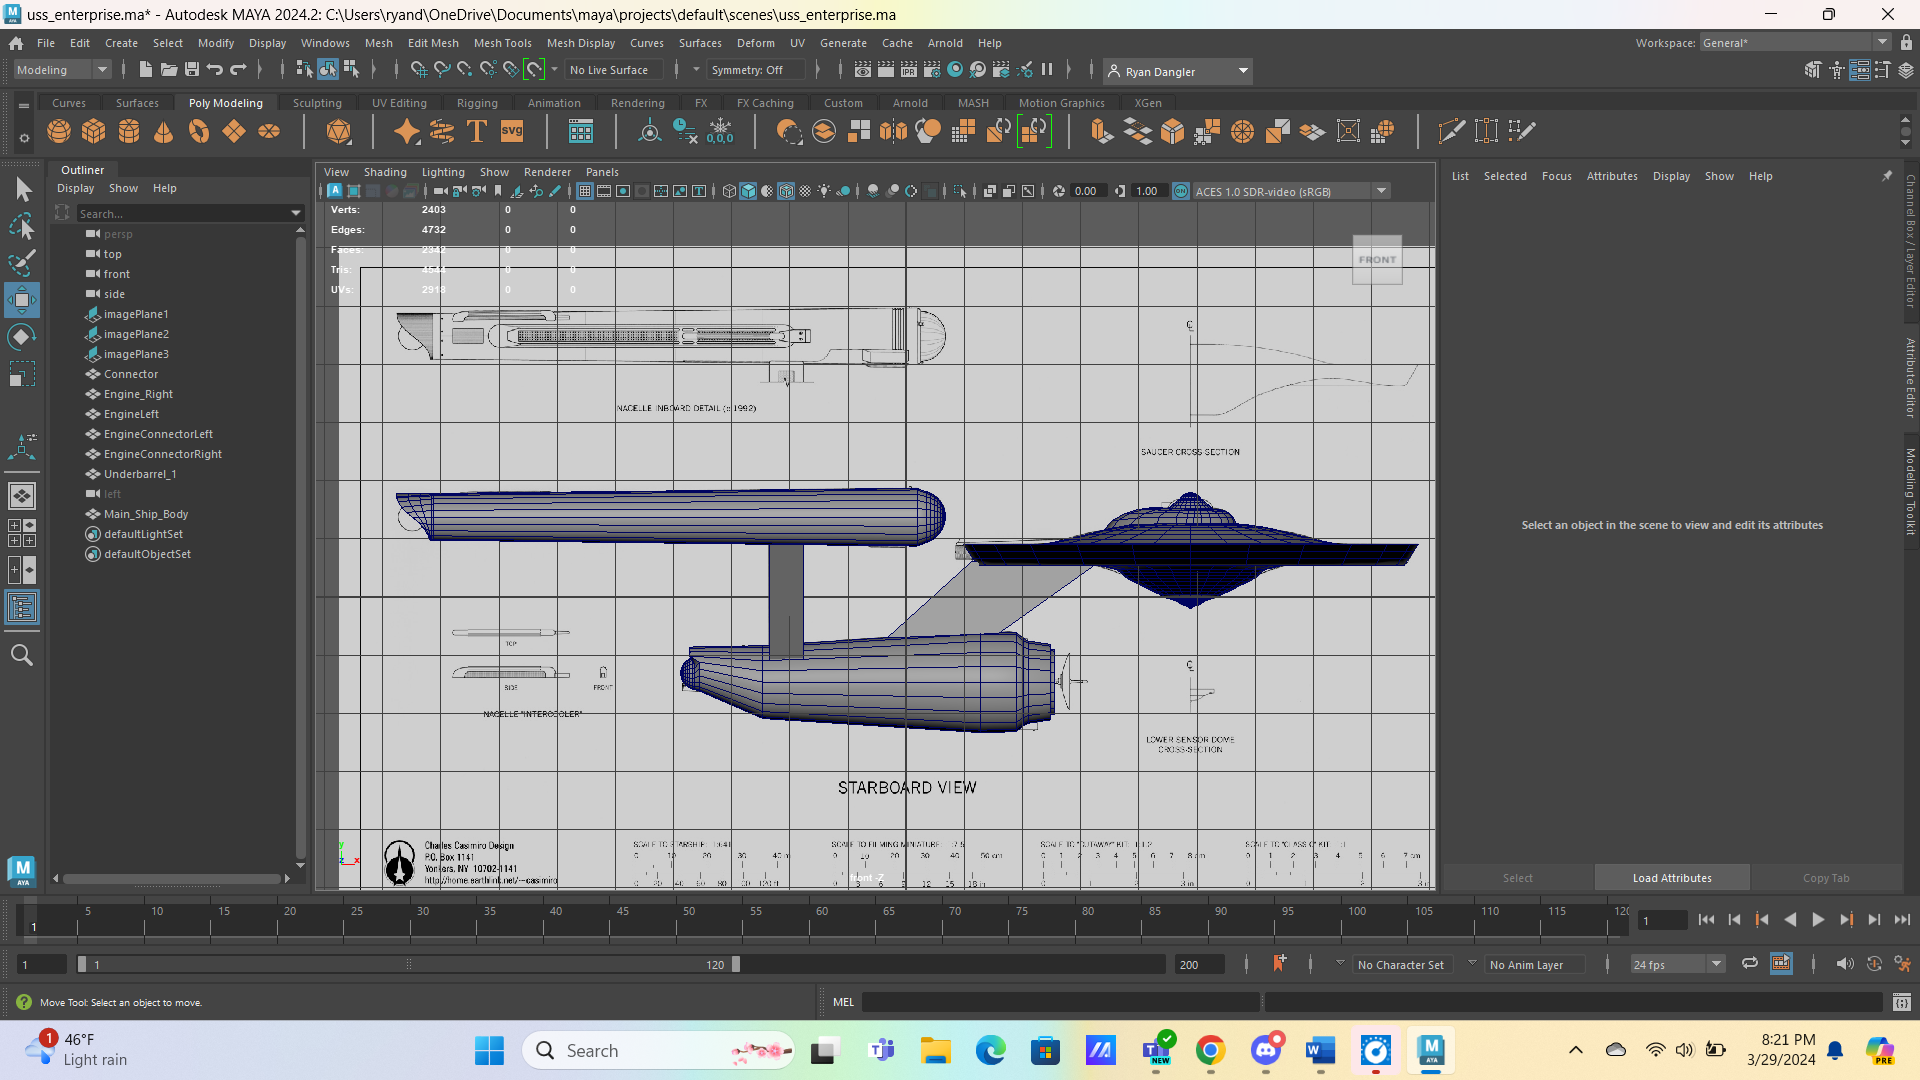 uss_enterprise.ma* - Autodesk MAYA 2024.2: C:\Users\ryand\OneDrive\Documents\maya\projects\default\scenes\uss_enterprise.ma
File Edit Create Select Modify Display Windows Mesh Edit Mesh Mesh Tools Mesh Display Curves Surfaces Deform UV Generate Cache Arnold Help
Workspace: General*
Modeling
No Live Surface
Symmetry: Off
Ryan Dangler
Curves Surfaces Poly Modeling Sculpting UV Editing Rigging Animation Rendering FX FX Caching Custom Arnold MASH Motion Graphics XGen
Outliner
Display Show Help
Search...
persp
top
front
side
imagePlane1
imagePlane2
imagePlane3
Connector
Engine_Right
EngineLeft
EngineConnectorLeft
EngineConnectorRight
Underbarrel_1
left
Main_Ship_Body
defaultLightSet
defaultObjectSet
View Shading Lighting Show Renderer Panels
0.00
1.00
ACES 1.0 SDR-video (sRGB)
Verts: 2403 0 0
Edges: 4732 0 0
Faces: 2342 0 0
Tris: 4544 0 0
UVs: 2918 0 0
FRONT
NACELLE INBOARD DETAIL (c.1992)
SAUCER CROSS SECTION
TOP
SIDE
FRONT
NACELLE "INTERCOOLER"
LOWER SENSOR DOME
CROSS-SECTION
STARBOARD VIEW
Charles Casimiro Design
P.O. Box 1141
Yonkers, NY 10702-1141
http://home.earthlink.net/~casimiro
front -Z
List Selected Focus Attributes Display Show Help
Select an object in the scene to view and edit its attributes
Select
Load Attributes
Copy Tab
Channel Box / Layer Editor
Attribute Editor
Modeling Toolkit
5 10 15 20 25 30 35 40 45 50 55 60 65 70 75 80 85 90 95 100 105 110 115 120
1
1
1
1
120
200
No Character Set
No Anim Layer
24 fps
Move Tool: Select an object to move.
MEL
1
46°F
Light rain
Search
NEW
8:21 PM
3/29/2024
PRE